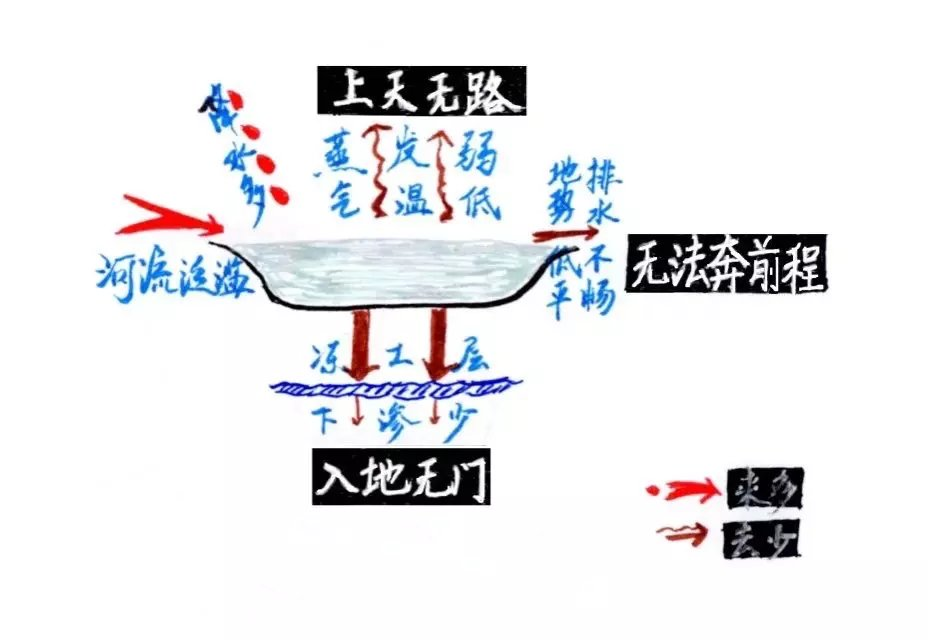 上天无路
降水多
蒸发弱
气温低
地势低平
排水不畅
河流泛滥
无法奔前程
冻土层
下渗少
入地无门
来多
去少